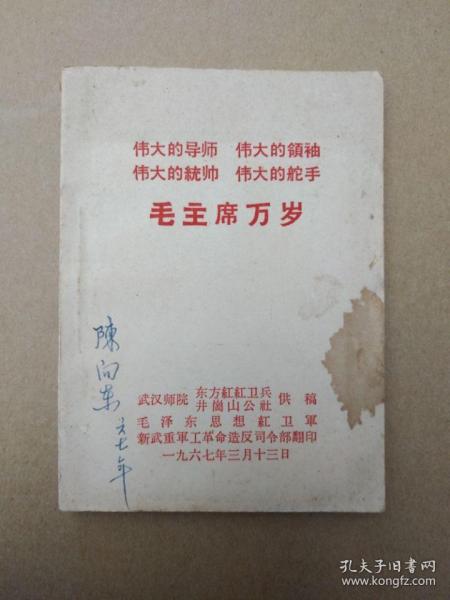 伟大的导师 伟大的領袖
伟大的統帅 伟大的舵手
毛主席万岁
陳向东 六七年
武汉师院 东方紅紅卫兵 井崗山公社 供稿
毛泽东思想紅卫軍
新武重軍工革命造反司令部翻印
一九六七年三月十三日
孔夫子旧书网
www.kongfz.com